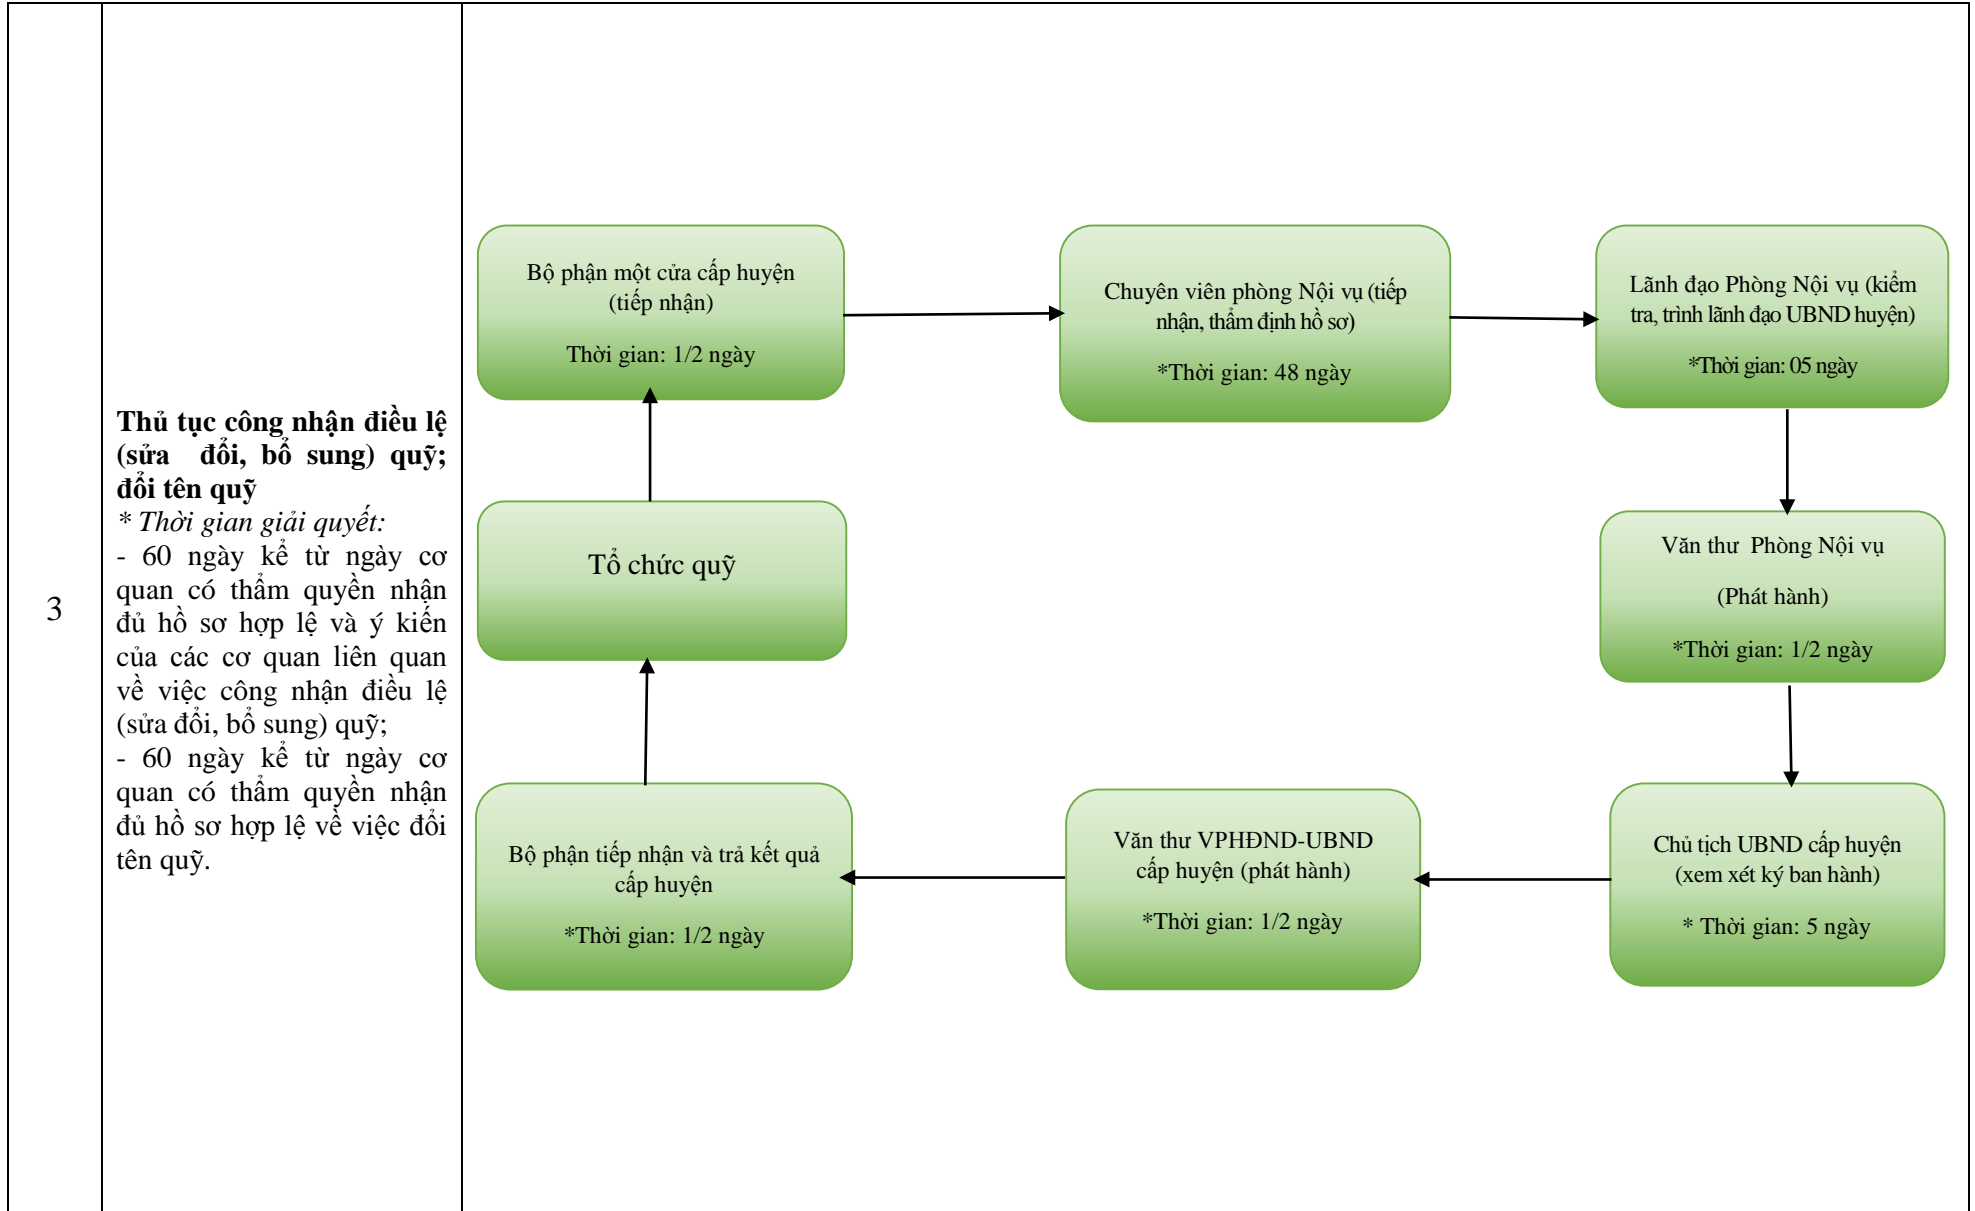 3
Thủ tục công nhận điều lệ
(sửa đổi, bổ sung) quỹ;
đổi tên quỹ
* Thời gian giải quyết:
- 60 ngày kể từ ngày cơ
quan có thẩm quyền nhận
đủ hồ sơ hợp lệ và ý kiến
của các cơ quan liên quan
về việc công nhận điều lệ
(sửa đổi, bổ sung) quỹ;
- 60 ngày kể từ ngày cơ
quan có thẩm quyền nhận
đủ hồ sơ hợp lệ về việc đổi
tên quỹ.
Bộ phận một cửa cấp huyện
(tiếp nhận)
Thời gian: 1/2 ngày
Chuyên viên phòng Nội vụ (tiếp
nhận, thẩm định hồ sơ)
*Thời gian: 48 ngày
Lãnh đạo Phòng Nội vụ (kiểm
tra, trình lãnh đạo UBND huyện)
*Thời gian: 05 ngày
Tổ chức quỹ
Văn thư Phòng Nội vụ
(Phát hành)
*Thời gian: 1/2 ngày
Bộ phận tiếp nhận và trả kết quả
cấp huyện
*Thời gian: 1/2 ngày
Văn thư VPHĐND-UBND
cấp huyện (phát hành)
*Thời gian: 1/2 ngày
Chủ tịch UBND cấp huyện
(xem xét ký ban hành)
* Thời gian: 5 ngày